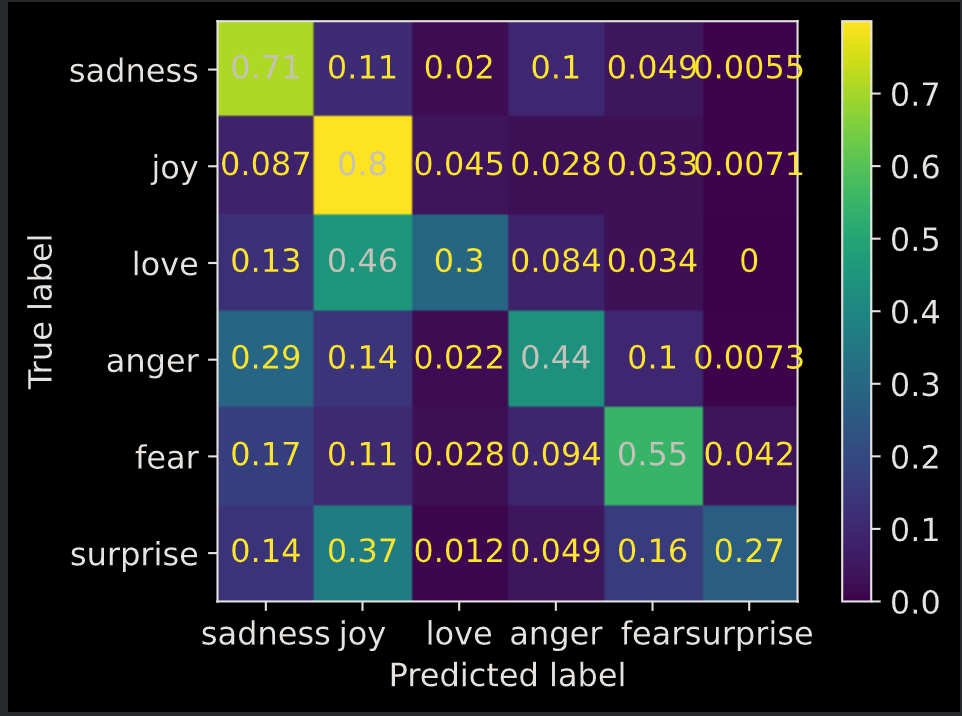 sadness 0.71 0.11 0.02 0.1 0.049 0.0055
joy 0.087 0.8 0.045 0.028 0.033 0.0071
love 0.13 0.46 0.3 0.084 0.034 0
anger 0.29 0.14 0.022 0.44 0.1 0.0073
fear 0.17 0.11 0.028 0.094 0.55 0.042
surprise 0.14 0.37 0.012 0.049 0.16 0.27
sadness joy love anger fear surprise
Predicted label
True label
0.7
0.6
0.5
0.4
0.3
0.2
0.1
0.0